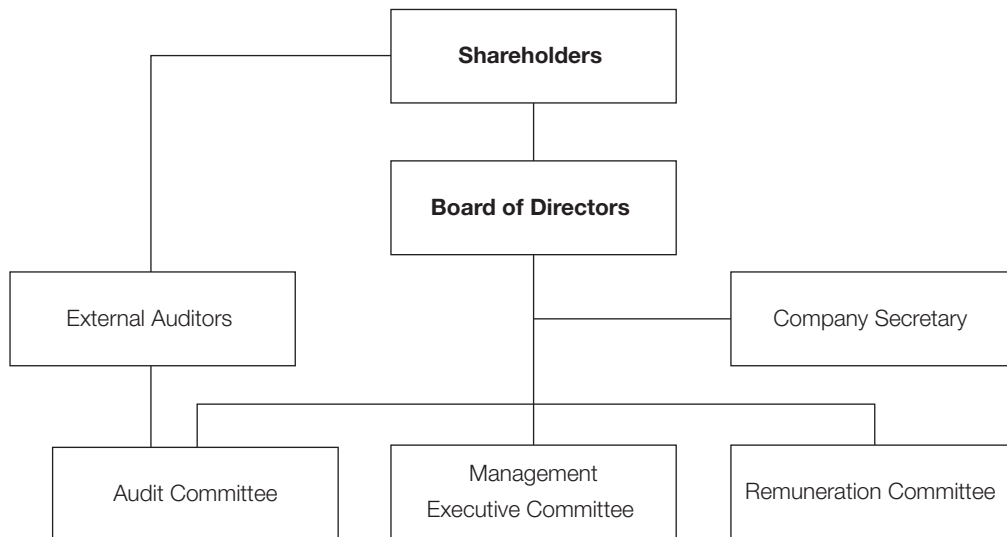 Shareholders
Board of Directors
External Auditors
Company Secretary
Audit Committee
Management
Executive Committee
Remuneration Committee